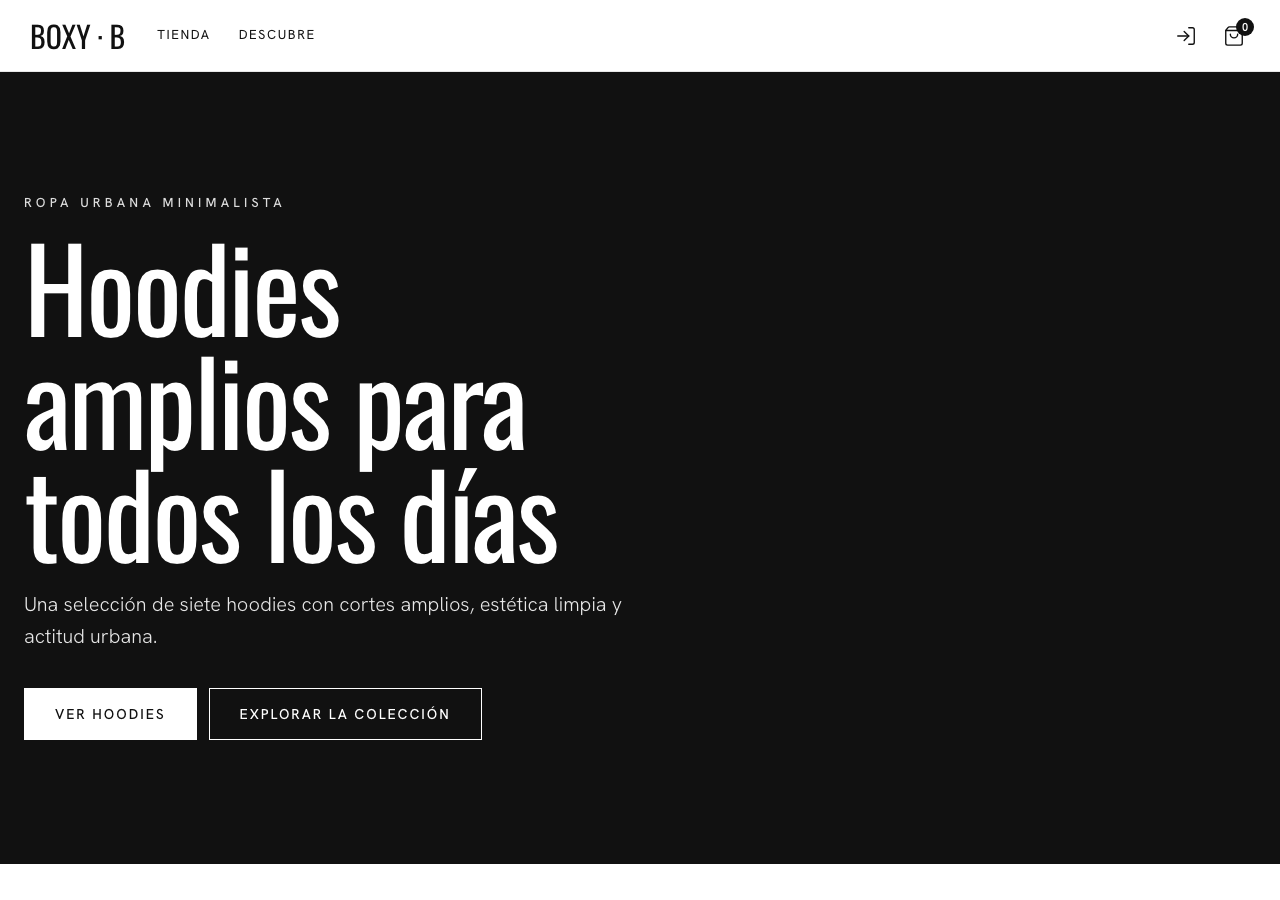 BOXY · B
TIENDA
DESCUBRE
0
ROPA URBANA MINIMALISTA
Hoodies
amplios para
todos los días
Una selección de siete hoodies con cortes amplios, estética limpia y
actitud urbana.
VER HOODIES
EXPLORAR LA COLECCIÓN